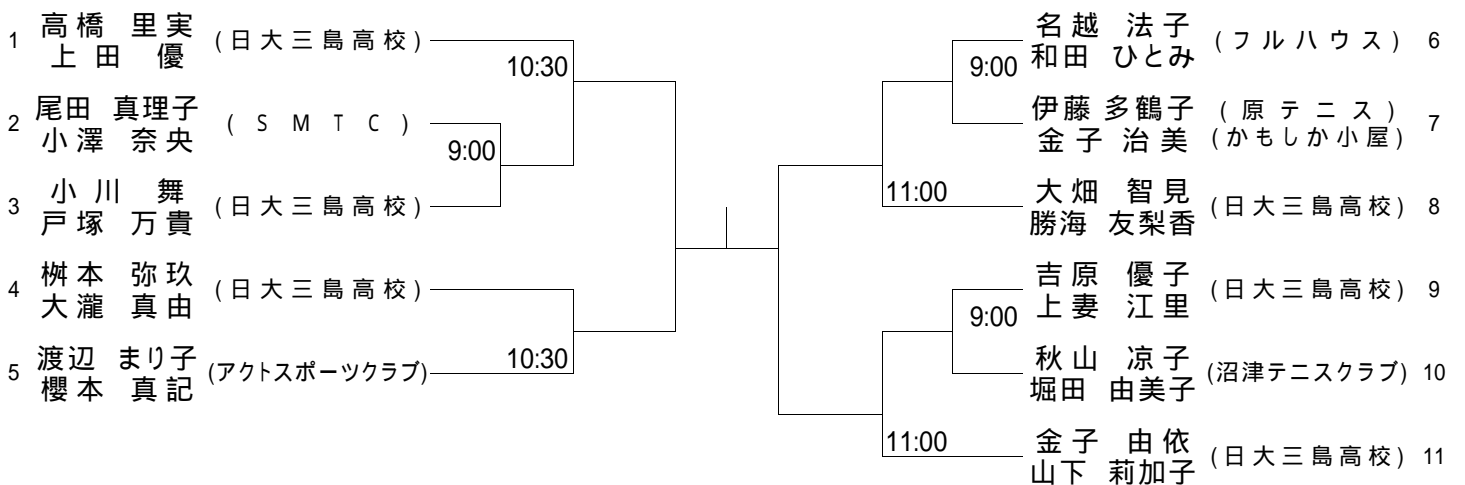 1 高橋 里実 (日大三島高校)
上田 優
10:30
2 尾田 真理子 (SMTC)
小澤 奈央
9:00
3 小川 舞 (日大三島高校)
戸塚 万貴
4 桝本 弥玖 (日大三島高校)
大瀧 真由
10:30
5 渡辺 まり子 (アクトスポーツクラブ)
櫻本 真記
名越 法子 (フルハウス) 6
和田 ひとみ
9:00
伊藤 多鶴子 (原テニス) 7
金子 治美 (かもしか小屋)
11:00
大畑 智見 (日大三島高校) 8
勝海 友梨香
吉原 優子 (日大三島高校) 9
上妻 江里
9:00
秋山 凉子 (沼津テニスクラブ) 10
堀田 由美子
11:00
金子 由依 (日大三島高校) 11
山下 莉加子